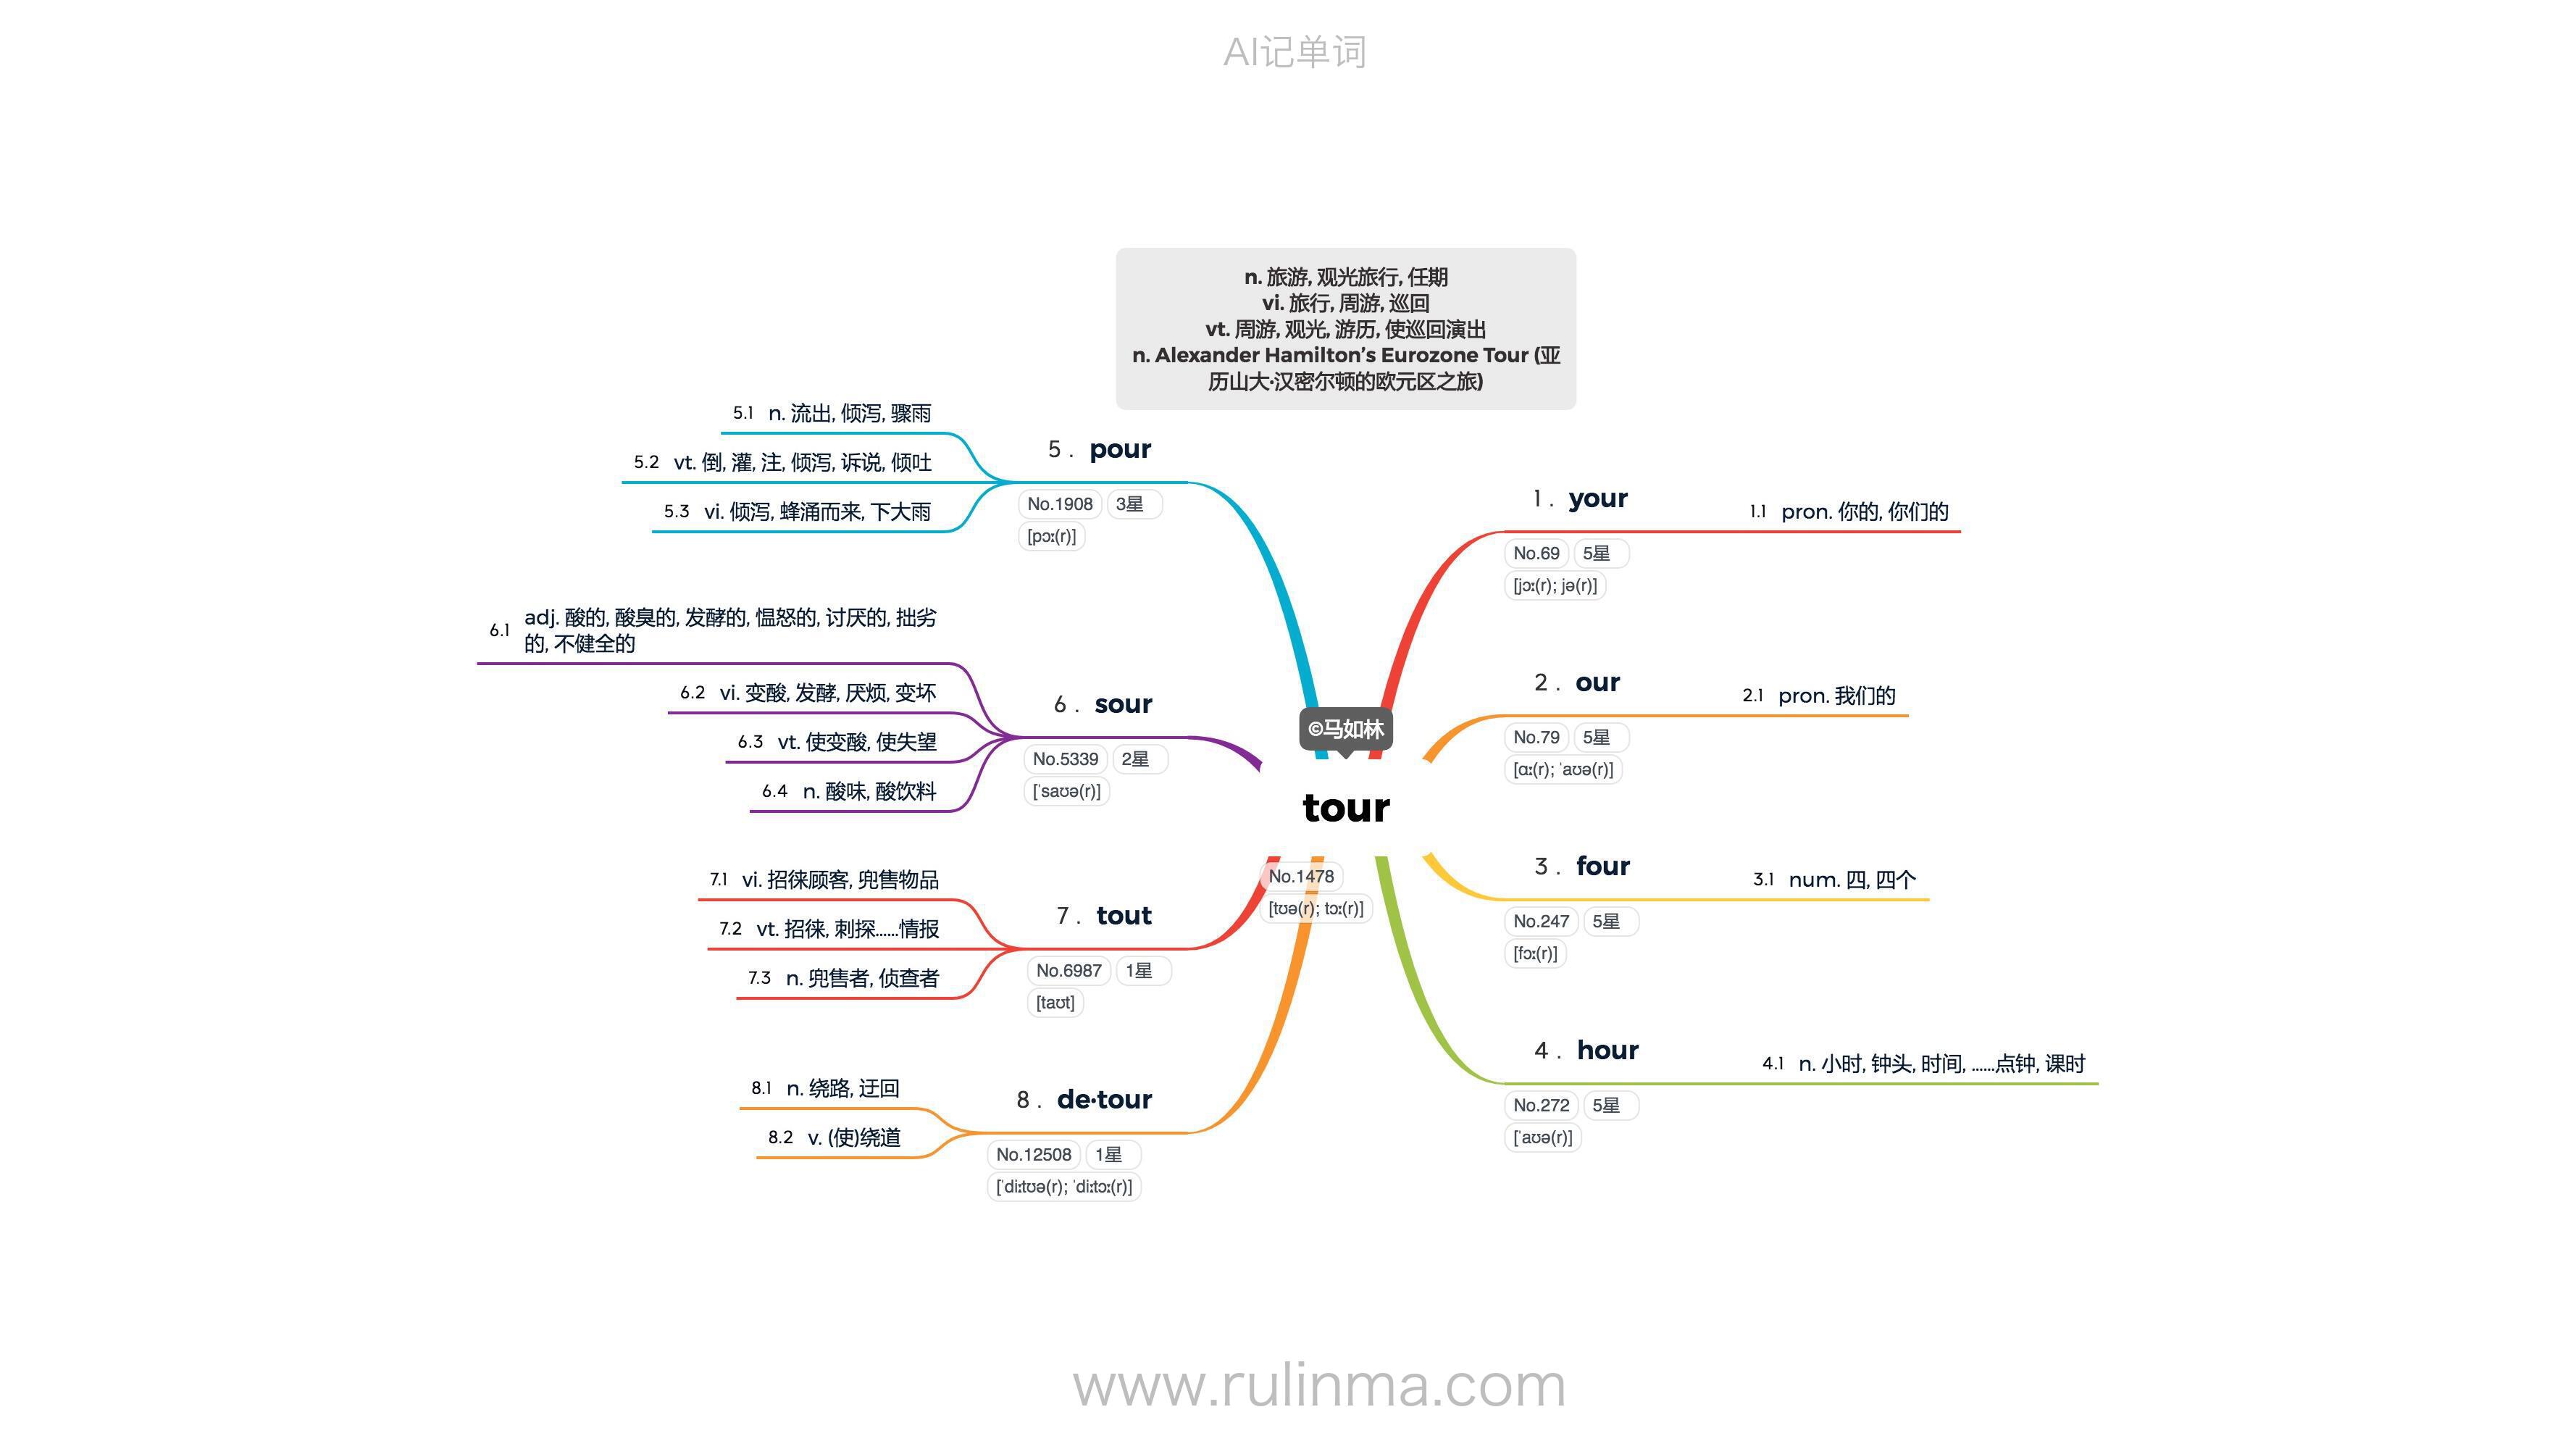 AI记单词
n. 旅游, 观光旅行, 任期
vi. 旅行, 周游, 巡回
vt. 周游, 观光, 游历, 使巡回演出
n. Alexander Hamilton’s Eurozone Tour (亚
历山大·汉密尔顿的欧元区之旅)
©马如林
tour
No.1478
[tʊə(r); tɔː(r)]
1 . your
No.69 5星
[jɔː(r); jə(r)]
1.1 pron. 你的, 你们的
2 . our
No.79 5星
[ɑː(r); ˈaʊə(r)]
2.1 pron. 我们的
3 . four
No.247 5星
[fɔː(r)]
3.1 num. 四, 四个
4 . hour
No.272 5星
[ˈaʊə(r)]
4.1 n. 小时, 钟头, 时间, ......点钟, 课时
5 . pour
No.1908 3星
[pɔː(r)]
5.1 n. 流出, 倾泻, 骤雨
5.2 vt. 倒, 灌, 注, 倾泻, 诉说, 倾吐
5.3 vi. 倾泻, 蜂涌而来, 下大雨
6 . sour
No.5339 2星
[ˈsaʊə(r)]
6.1 adj. 酸的, 酸臭的, 发酵的, 愠怒的, 讨厌的, 拙劣
的, 不健全的
6.2 vi. 变酸, 发酵, 厌烦, 变坏
6.3 vt. 使变酸, 使失望
6.4 n. 酸味, 酸饮料
7 . tout
No.6987 1星
[taʊt]
7.1 vi. 招徕顾客, 兜售物品
7.2 vt. 招徕, 刺探......情报
7.3 n. 兜售者, 侦查者
8 . de·tour
No.12508 1星
[ˈdiːtʊə(r); ˈdiːtɔː(r)]
8.1 n. 绕路, 迂回
8.2 v. (使)绕道
www.rulinma.com